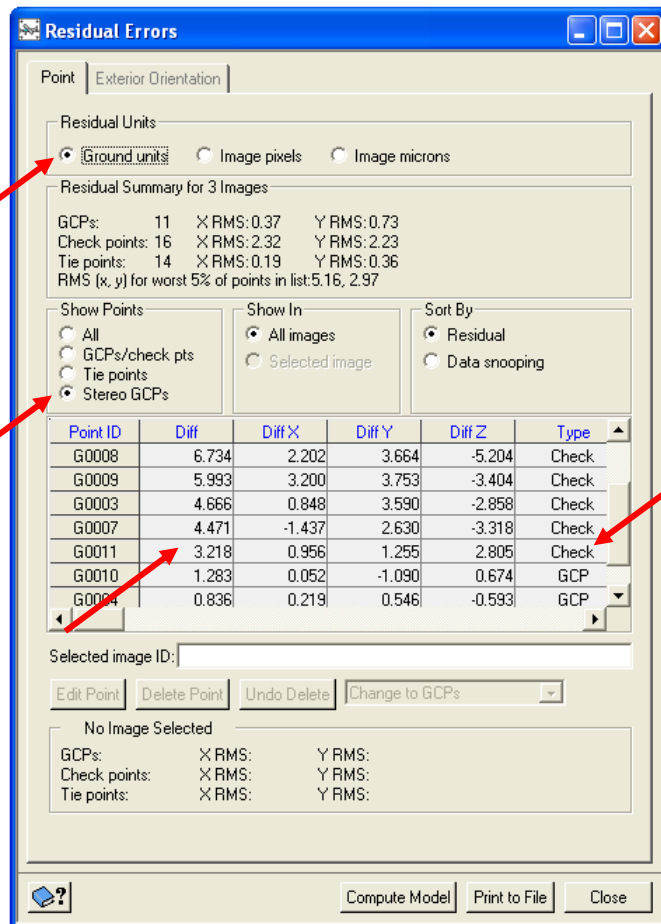 Residual Errors
Point Exterior Orientation
Residual Units
Ground units Image pixels Image microns
Residual Summary for 3 Images
GCPs: 11 X RMS: 0.37 Y RMS: 0.73
Check points: 16 X RMS: 2.32 Y RMS: 2.23
Tie points: 14 X RMS: 0.19 Y RMS: 0.36
RMS (x, y) for worst 5% of points in list:5.16, 2.97
Show Points Show In Sort By
All All images Residual
GCPs/check pts Selected image Data snooping
Tie points
Stereo GCPs
Point ID Diff Diff X Diff Y Diff Z Type
G0008 6.734 2.202 3.664 -5.204 Check
G0009 5.993 3.200 3.753 -3.404 Check
G0003 4.666 0.848 3.590 -2.858 Check
G0007 4.471 -1.437 2.630 -3.318 Check
G0011 3.218 0.956 1.255 2.805 Check
G0010 1.283 0.052 -1.090 0.674 GCP
G0004 0.836 0.219 0.546 -0.593 GCP
Selected image ID:
Edit Point Delete Point Undo Delete Change to GCPs
No Image Selected
GCPs: X RMS: Y RMS:
Check points: X RMS: Y RMS:
Tie points: X RMS: Y RMS:
? Compute Model Print to File Close